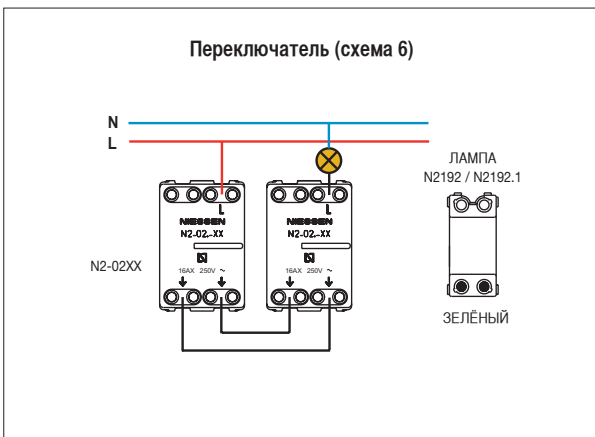 Переключатель (схема 6)
N
L
ЛАМПА
N2192 / N2192.1
L
NIESSEN
N2-02.-XX
16AX 250V ~
L
NIESSEN
N2-02.-XX
16AX 250V ~
N2-02XX
ЗЕЛЁНЫЙ